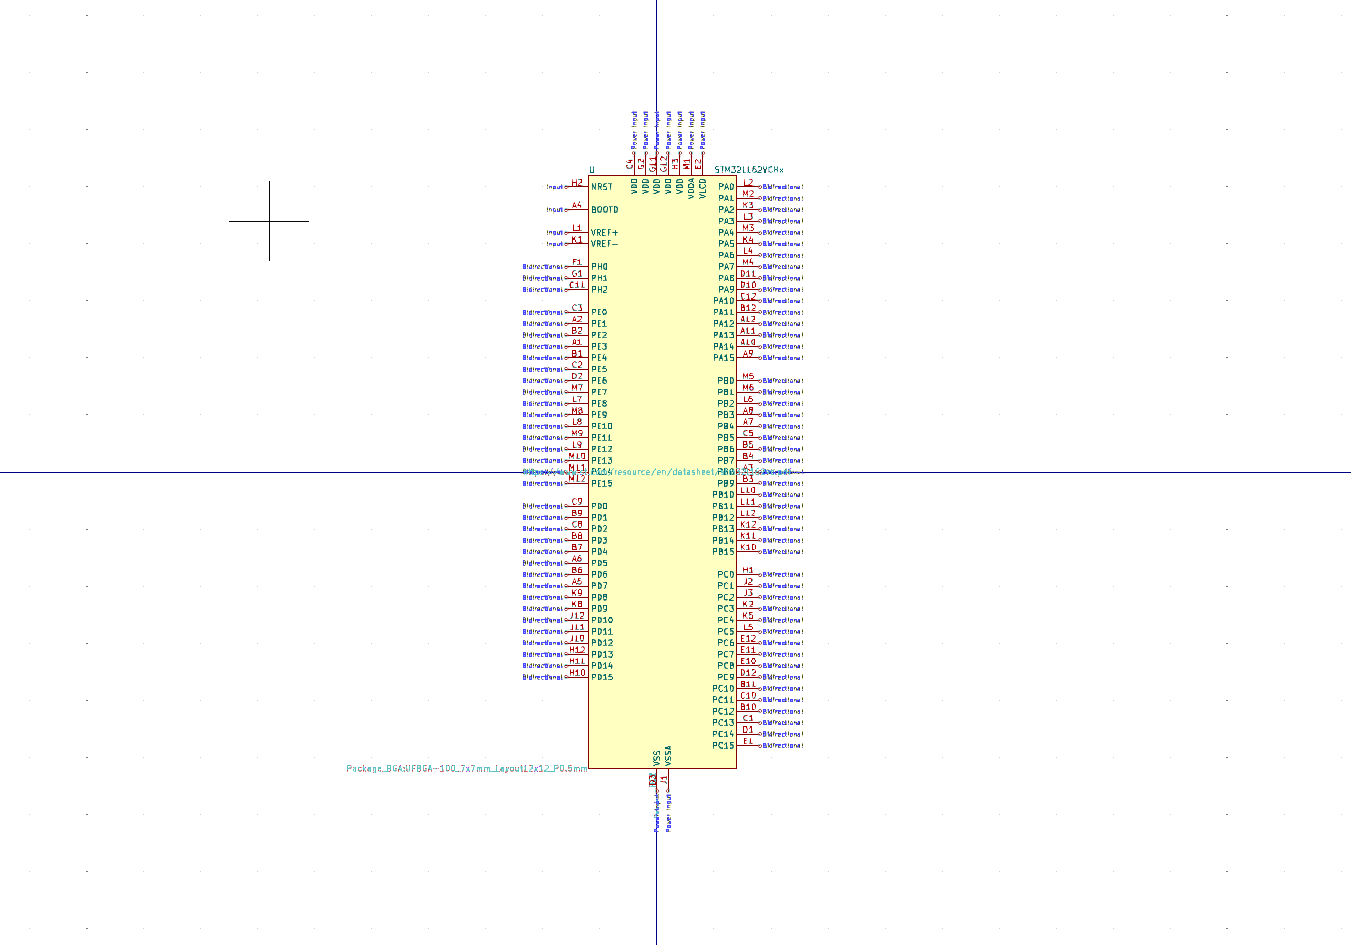 Power Input Power Input Power Input Power Input Power Input Power Input Power Input
C4 G2 G11 G12 H3 M1 E2
U STM32L162VCHx
VDD VDD VDD VDD VDD VDDA VLCD
Input H2 NRST PA0 L2 Bidirectional
PA1 M2 Bidirectional
Input A4 BOOT0 PA2 K3 Bidirectional
PA3 L3 Bidirectional
Input L1 VREF+ PA4 M3 Bidirectional
Input K1 VREF- PA5 K4 Bidirectional
PA6 L4 Bidirectional
Bidirectional F1 PH0 PA7 M4 Bidirectional
Bidirectional G1 PH1 PA8 D11 Bidirectional
Bidirectional C11 PH2 PA9 D10 Bidirectional
PA10 C12 Bidirectional
Bidirectional C3 PE0 PA11 B12 Bidirectional
Bidirectional A2 PE1 PA12 A12 Bidirectional
Bidirectional B2 PE2 PA13 A11 Bidirectional
Bidirectional A1 PE3 PA14 A10 Bidirectional
Bidirectional B1 PE4 PA15 A9 Bidirectional
Bidirectional C2 PE5
Bidirectional D2 PE6 PB0 M5 Bidirectional
Bidirectional M7 PE7 PB1 M6 Bidirectional
Bidirectional L7 PE8 PB2 L6 Bidirectional
Bidirectional M8 PE9 PB3 A8 Bidirectional
Bidirectional L8 PE10 PB4 A7 Bidirectional
Bidirectional M9 PE11 PB5 C5 Bidirectional
Bidirectional L9 PE12 PB6 B5 Bidirectional
Bidirectional M10 PE13 PB7 B4 Bidirectional
M11 PE14 /resource/en/datasheet/ PB8 A3
Bidirectional M12 PE15 PB9 B3 Bidirectional
PB10 L10 Bidirectional
Bidirectional C9 PD0 PB11 L11 Bidirectional
Bidirectional B9 PD1 PB12 L12 Bidirectional
Bidirectional C8 PD2 PB13 K12 Bidirectional
Bidirectional B8 PD3 PB14 K11 Bidirectional
Bidirectional B7 PD4 PB15 K10 Bidirectional
Bidirectional A6 PD5
Bidirectional B6 PD6 PC0 H1 Bidirectional
Bidirectional A5 PD7 PC1 J2 Bidirectional
Bidirectional K9 PD8 PC2 J3 Bidirectional
Bidirectional K8 PD9 PC3 K2 Bidirectional
Bidirectional J12 PD10 PC4 K5 Bidirectional
Bidirectional J11 PD11 PC5 L5 Bidirectional
Bidirectional J10 PD12 PC6 E12 Bidirectional
Bidirectional H12 PD13 PC7 E11 Bidirectional
Bidirectional H11 PD14 PC8 E10 Bidirectional
Bidirectional H10 PD15 PC9 D12 Bidirectional
PC10 B11 Bidirectional
PC11 C10 Bidirectional
PC12 B10 Bidirectional
PC13 C1 Bidirectional
PC14 D1 Bidirectional
PC15 E1 Bidirectional
VSS VSSA
Package_BGA:UFBGA-100_7x7mm_Layout12x12_P0.5mm
D3 J1
Power Input Power Input